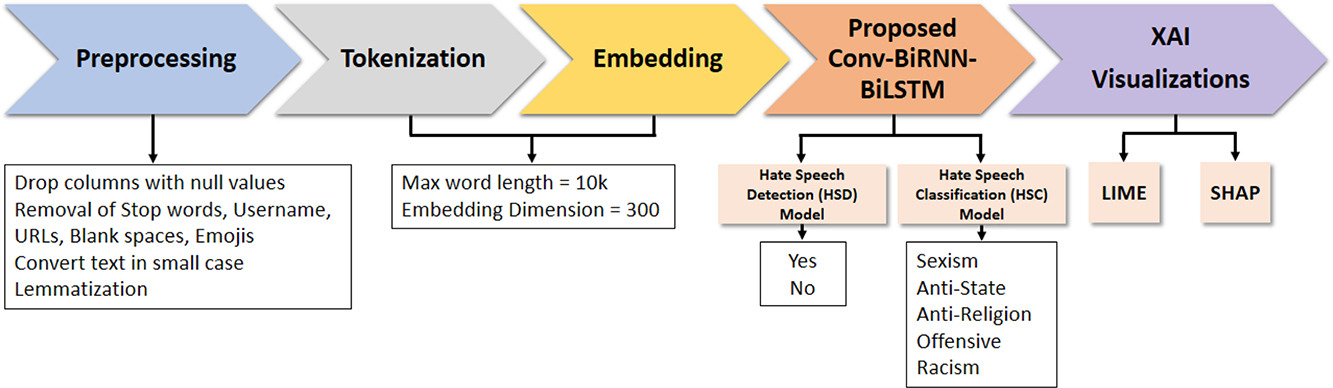 Preprocessing
Tokenization
Embedding
Proposed
Conv-BiRNN-
BiLSTM
XAI
Visualizations
Drop columns with null values
Removal of Stop words, Username,
URLs, Blank spaces, Emojis
Convert text in small case
Lemmatization
Max word length = 10k
Embedding Dimension = 300
Hate Speech
Detection (HSD)
Model
Yes
No
Hate Speech
Classification (HSC)
Model
Sexism
Anti-State
Anti-Religion
Offensive
Racism
LIME
SHAP